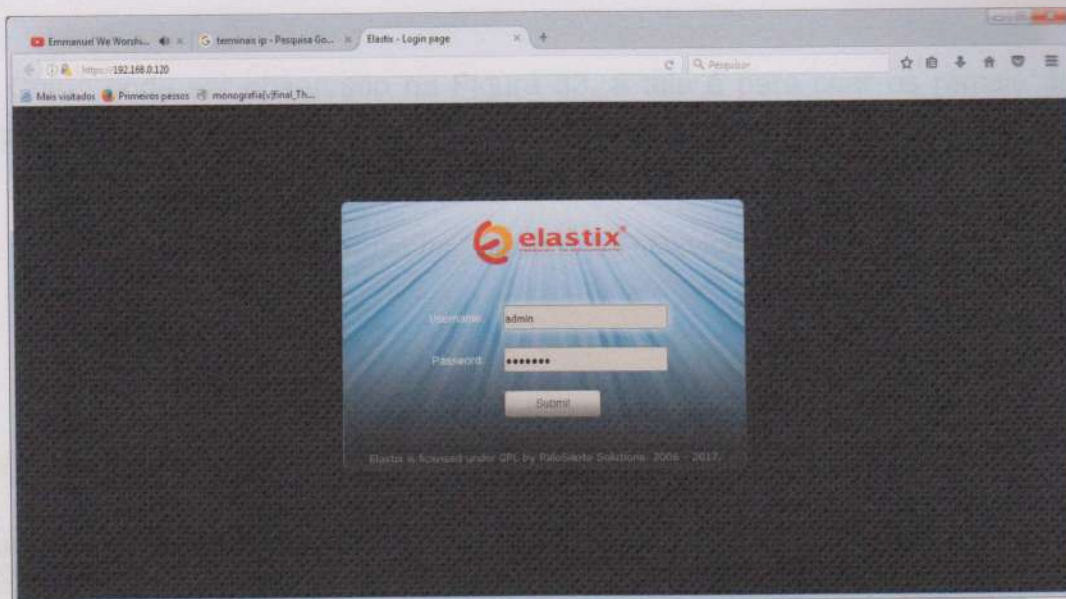 Emmanuel We Worshi... terminais ip - Pesquisa Go... Elastix - Login page
https://192.168.0.120 Pesquisar
Mais visitados Primeiros passos monografia(v)final_Th...
elastix
Username: admin
Password:
Submit
Elastix is licensed under GPL by PaloSanto Solutions. 2006 - 2017.